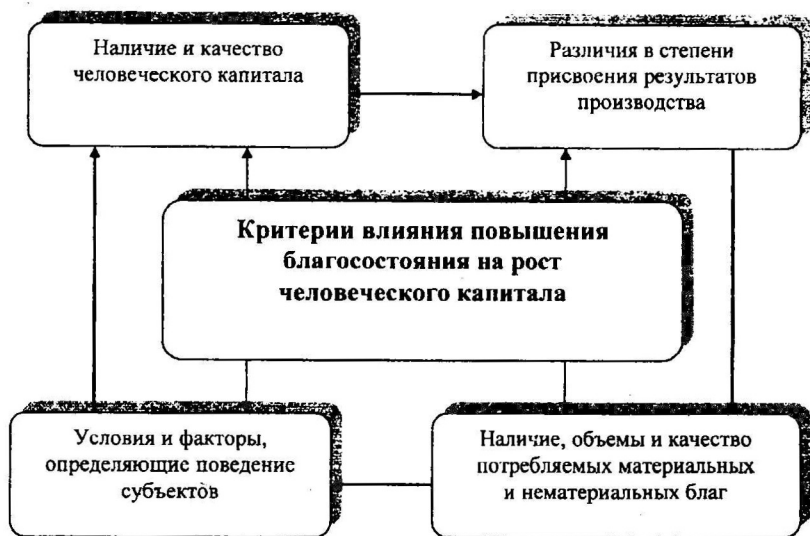 Наличие и качество
человеческого капитала
Различия в степени
присвоения результатов
производства
Критерии влияния повышения
благосостояния на рост
человеческого капитала
Условия и факторы,
определяющие поведение
субъектов
Наличие, объемы и качество
потребляемых материальных
и нематериальных благ